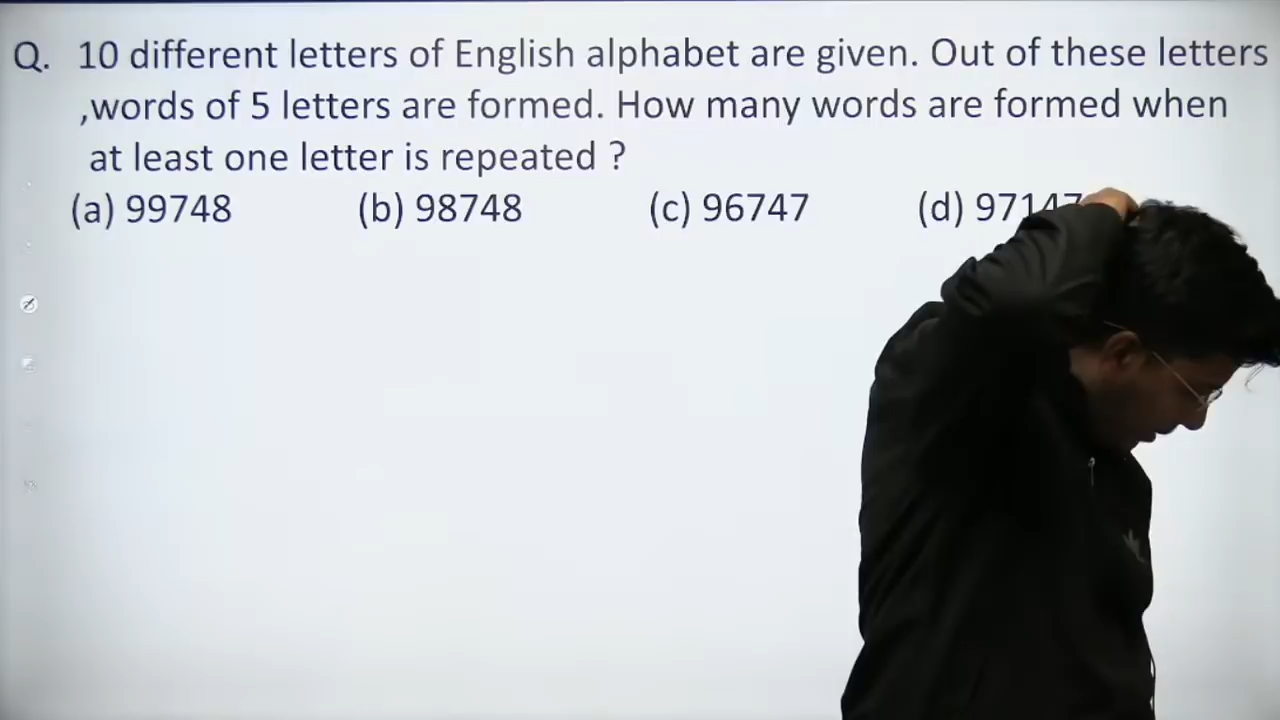 Q. 10 different letters of English alphabet are given. Out of these letters
,words of 5 letters are formed. How many words are formed when
at least one letter is repeated ?
(a) 99748 (b) 98748 (c) 96747 (d) 97147